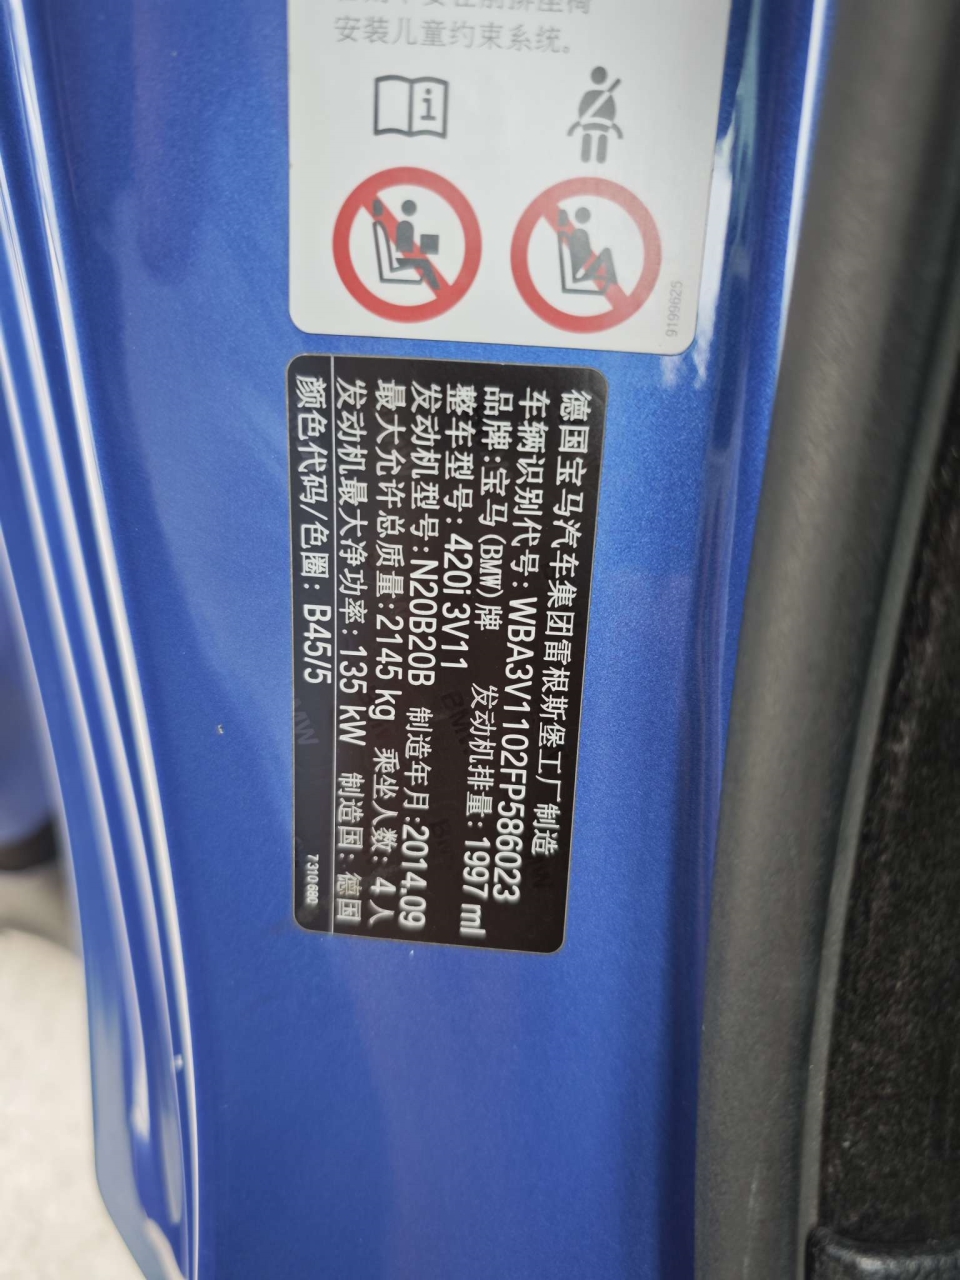 安装儿童约束系统。
9196625
德国宝马汽车集团雷根斯堡工厂制造
车辆识别代号: WBA3V1102FP586023
品牌:宝马(BMW)牌 发动机排量: 1997 ml
整车型号: 420i 3V11
发动机型号: N20B20B 制造年月:2014.09
最大允许总质量:2145 kg 乘坐人数: 4人
发动机最大净功率: 135 kW 制造国: 德国
颜色代码/色圈: B45/5
7 310 680